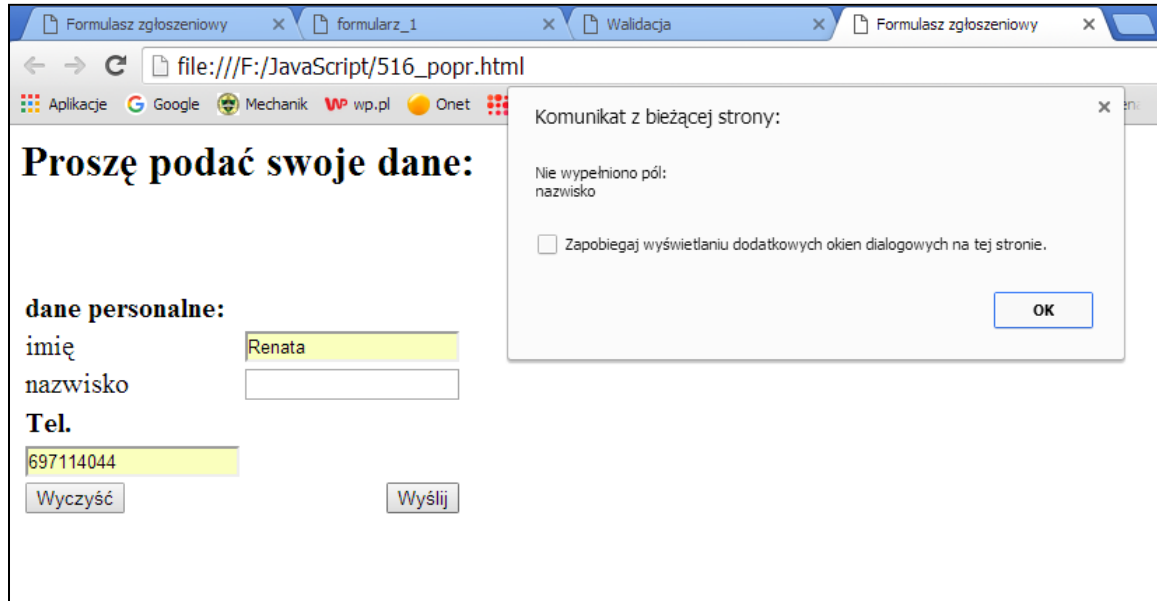 Formulasz zgłoszeniowy
formularz_1
Walidacja
Formulasz zgłoszeniowy
file:///F:/JavaScript/516_popr.html
Aplikacje Google Mechanik WP wp.pl Onet
Komunikat z bieżącej strony:
Nie wypełniono pól:
nazwisko
Zapobiegaj wyświetlaniu dodatkowych okien dialogowych na tej stronie.
OK
Proszę podać swoje dane:
dane personalne:
imię Renata
nazwisko
Tel.
697114044
Wyczyść Wyślij